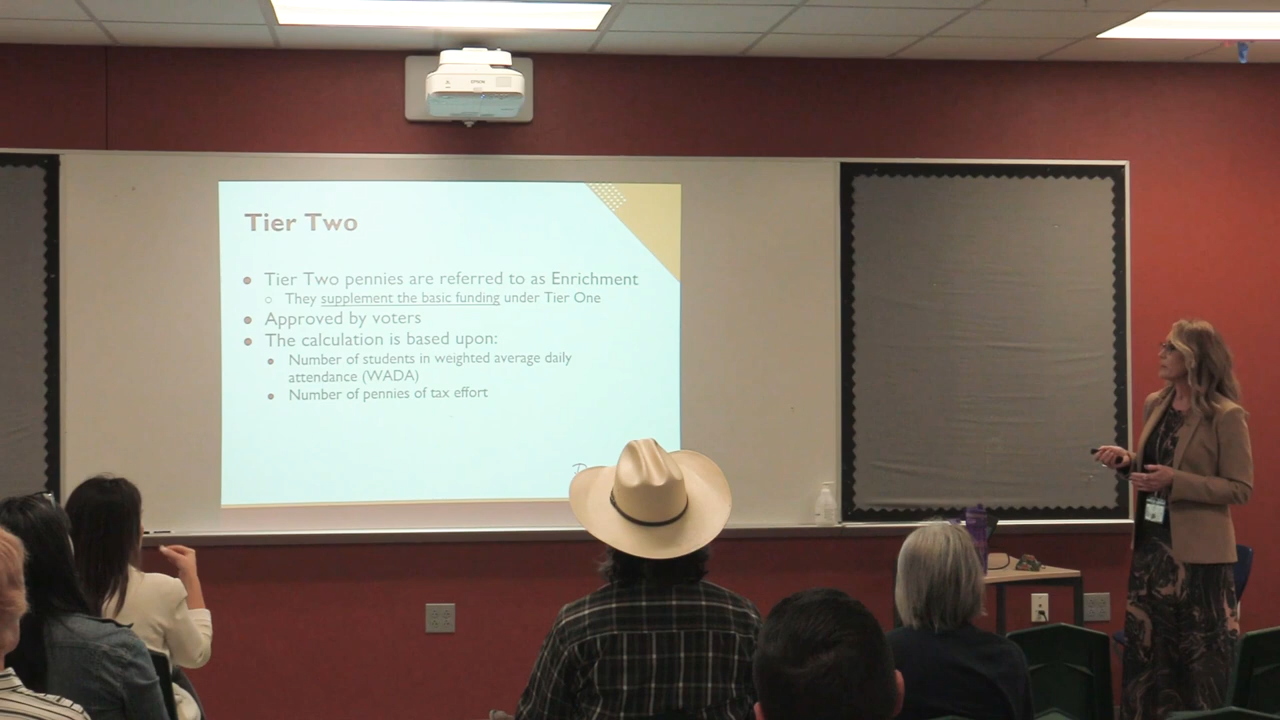 EPSON
Tier Two
Tier Two pennies are referred to as Enrichment
They supplement the basic funding under Tier One
Approved by voters
The calculation is based upon:
Number of students in weighted average daily
attendance (WADA)
Number of pennies of tax effort